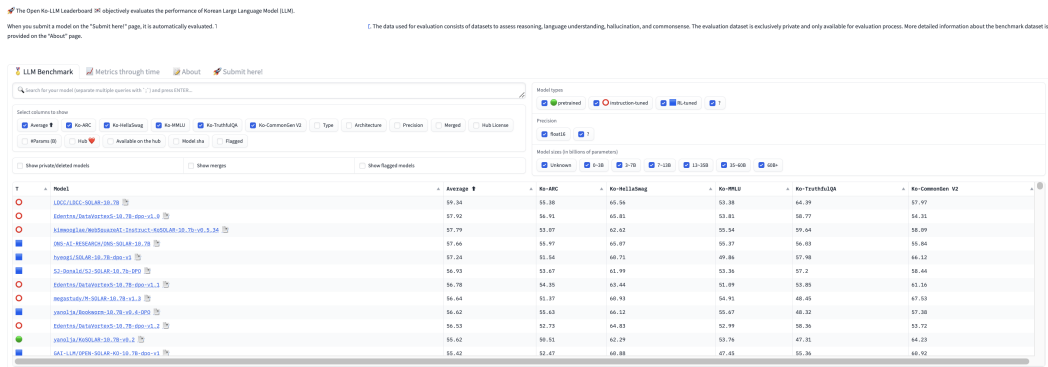 🚀 The Open Ko-LLM Leaderboard 🇰🇷 objectively evaluates the performance of Korean Large Language Model (LLM).
When you submit a model on the "Submit here!" page, it is automatically evaluated. The data used for evaluation consists of datasets to assess reasoning, language understanding, hallucination, and commonsense. The evaluation dataset is exclusively private and only available for evaluation process. More detailed information about the benchmark dataset is
provided on the "About" page.
🏅 LLM Benchmark 📈 Metrics through time 📝 About 🚀 Submit here!
🔍 Search for your model (separate multiple queries with `;`) and press ENTER...
Select columns to show
Average ⬆️ Ko-ARC Ko-HellaSwag Ko-MMLU Ko-TruthfulQA Ko-CommonGen V2 Type Architecture Precision Merged Hub License
#Params (B) Hub ❤️ Available on the hub Model sha Flagged
Show private/deleted models Show merges Show flagged models
Model types
pretrained instruction-tuned RL-tuned ?
Precision
float16 ?
Model sizes (in billions of parameters)
Unknown 0~3B 3~7B 7~13B 13~35B 35~60B 60B+
T Model Average ⬆️ Ko-ARC Ko-HellaSwag Ko-MMLU Ko-TruthfulQA Ko-CommonGen V2
LDCC/LDCC-SOLAR-10.7B 59.34 55.38 65.56 53.38 64.39 57.97
Edentns/DataVortexS-10.7B-dpo-v1.0 57.92 56.91 65.81 53.81 58.77 54.31
kimwooglae/WebSquareAI-Instruct-KoSOLAR-10.7b-v0.5.34 57.79 53.07 62.62 55.54 59.64 58.09
DNS-AI-RESEARCH/DNS-SOLAR-10.7B 57.66 55.97 65.07 55.37 56.03 55.84
hyeogi/SOLAR-10.7B-dpo-v1 57.24 51.54 60.71 49.86 57.98 66.12
SJ-Donald/SJ-SOLAR-10.7b-DPO 56.93 53.67 61.99 53.36 57.2 58.44
Edentns/DataVortexS-10.7B-dpo-v1.1 56.78 54.35 63.44 51.09 53.85 61.16
megastudy/M-SOLAR-10.7B-v1.3 56.64 51.37 60.93 54.91 48.45 67.53
yanolja/Bookworm-10.7B-v0.4-DPO 56.62 55.63 66.12 55.67 48.32 57.38
Edentns/DataVortexS-10.7B-dpo-v1.2 56.53 52.73 64.83 52.99 58.36 53.72
yanolja/KoSOLAR-10.7B-v0.2 55.62 50.51 62.29 53.76 47.31 64.23
GAI-LLM/OPEN-SOLAR-KO-10.7B-dpo-v1 55.42 52.47 60.88 47.45 55.36 60.92